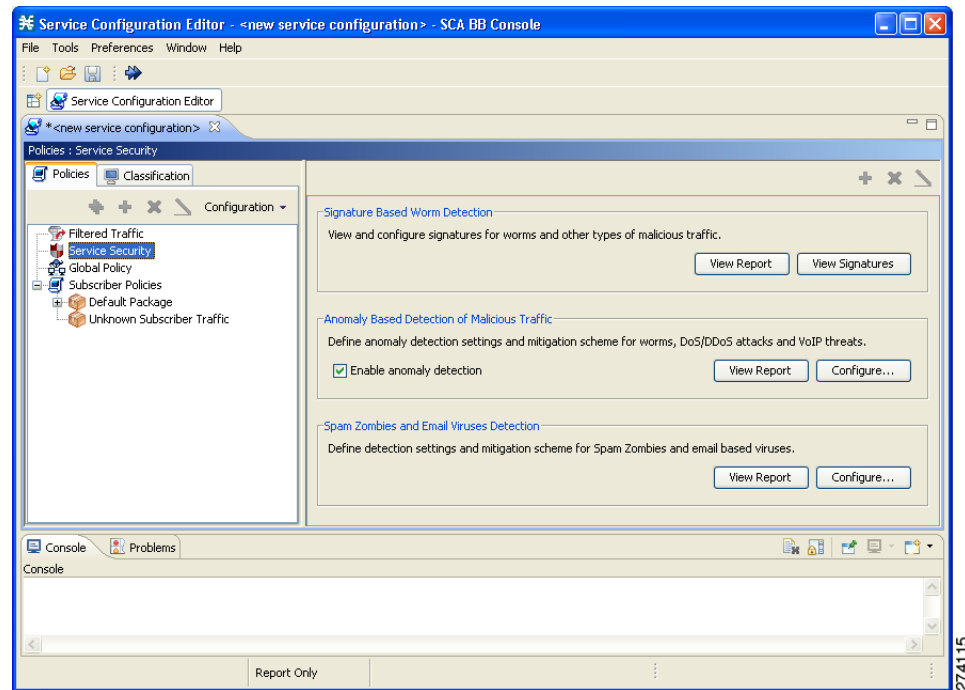 Service Configuration Editor - <new service configuration> - SCA BB Console
File Tools Preferences Window Help
Service Configuration Editor
*<new service configuration>
Policies : Service Security
Policies
Classification
Configuration
Filtered Traffic
Service Security
Global Policy
Subscriber Policies
Default Package
Unknown Subscriber Traffic
Signature Based Worm Detection
View and configure signatures for worms and other types of malicious traffic.
View Report
View Signatures
Anomaly Based Detection of Malicious Traffic
Define anomaly detection settings and mitigation scheme for worms, DoS/DDoS attacks and VoIP threats.
Enable anomaly detection
View Report
Configure...
Spam Zombies and Email Viruses Detection
Define detection settings and mitigation scheme for Spam Zombies and email based viruses.
View Report
Configure...
Console
Problems
Console
Report Only
274115